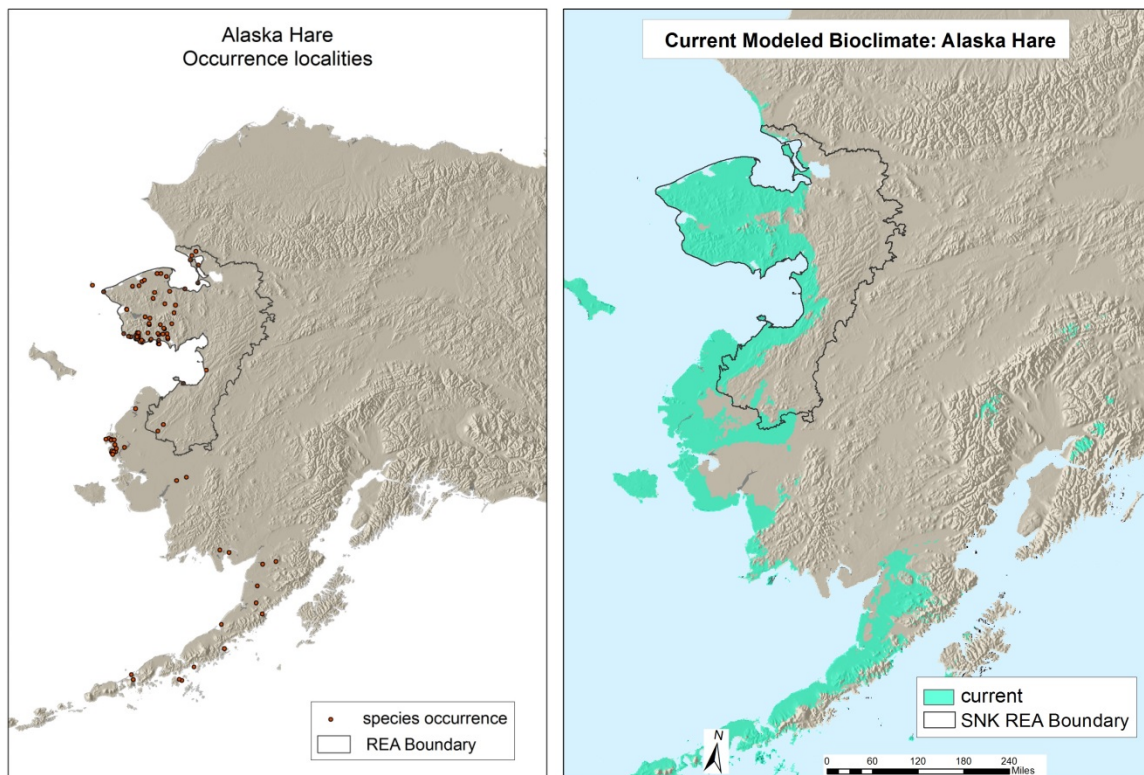 Alaska Hare
Occurrence localities
species occurrence
REA Boundary
Current Modeled Bioclimate: Alaska Hare
current
SNK REA Boundary
N
0 30 60 120 180 240
Miles